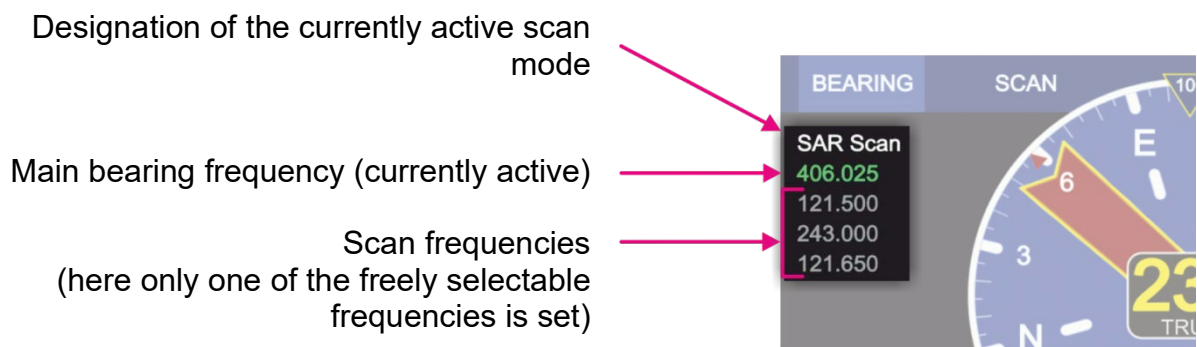 Designation of the currently active scan
mode
Main bearing frequency (currently active)
Scan frequencies
(here only one of the freely selectable
frequencies is set)
BEARING
SCAN
SAR Scan
406.025
121.500
243.000
121.650
10
E
6
3
N
23
TRU